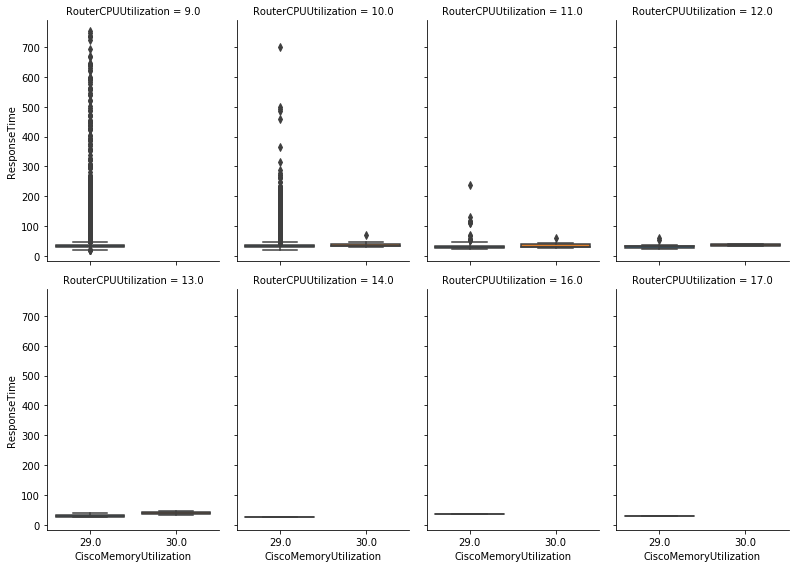 RouterCPUUtilization = 9.0
RouterCPUUtilization = 10.0
RouterCPUUtilization = 11.0
RouterCPUUtilization = 12.0
700
600
500
400
300
200
100
0
ResponseTime
RouterCPUUtilization = 13.0
RouterCPUUtilization = 14.0
RouterCPUUtilization = 16.0
RouterCPUUtilization = 17.0
700
600
500
400
300
200
100
0
ResponseTime
29.0 30.0
29.0 30.0
29.0 30.0
29.0 30.0
CiscoMemoryUtilization
CiscoMemoryUtilization
CiscoMemoryUtilization
CiscoMemoryUtilization